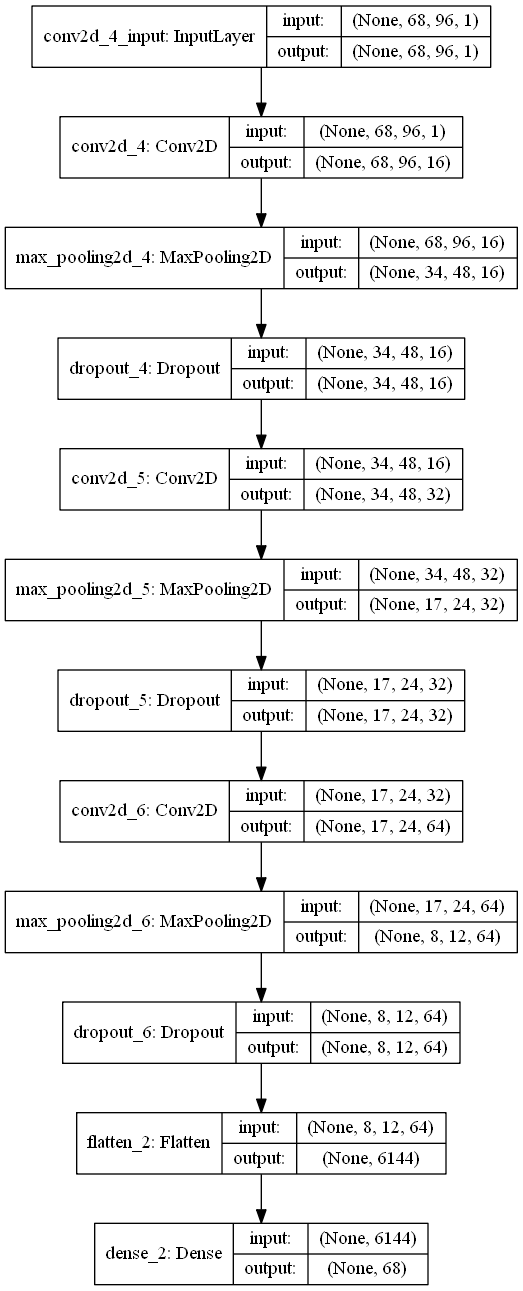 conv2d_4_input: InputLayer
input: (None, 68, 96, 1)
output: (None, 68, 96, 1)
conv2d_4: Conv2D
input: (None, 68, 96, 1)
output: (None, 68, 96, 16)
max_pooling2d_4: MaxPooling2D
input: (None, 68, 96, 16)
output: (None, 34, 48, 16)
dropout_4: Dropout
input: (None, 34, 48, 16)
output: (None, 34, 48, 16)
conv2d_5: Conv2D
input: (None, 34, 48, 16)
output: (None, 34, 48, 32)
max_pooling2d_5: MaxPooling2D
input: (None, 34, 48, 32)
output: (None, 17, 24, 32)
dropout_5: Dropout
input: (None, 17, 24, 32)
output: (None, 17, 24, 32)
conv2d_6: Conv2D
input: (None, 17, 24, 32)
output: (None, 17, 24, 64)
max_pooling2d_6: MaxPooling2D
input: (None, 17, 24, 64)
output: (None, 8, 12, 64)
dropout_6: Dropout
input: (None, 8, 12, 64)
output: (None, 8, 12, 64)
flatten_2: Flatten
input: (None, 8, 12, 64)
output: (None, 6144)
dense_2: Dense
input: (None, 6144)
output: (None, 68)